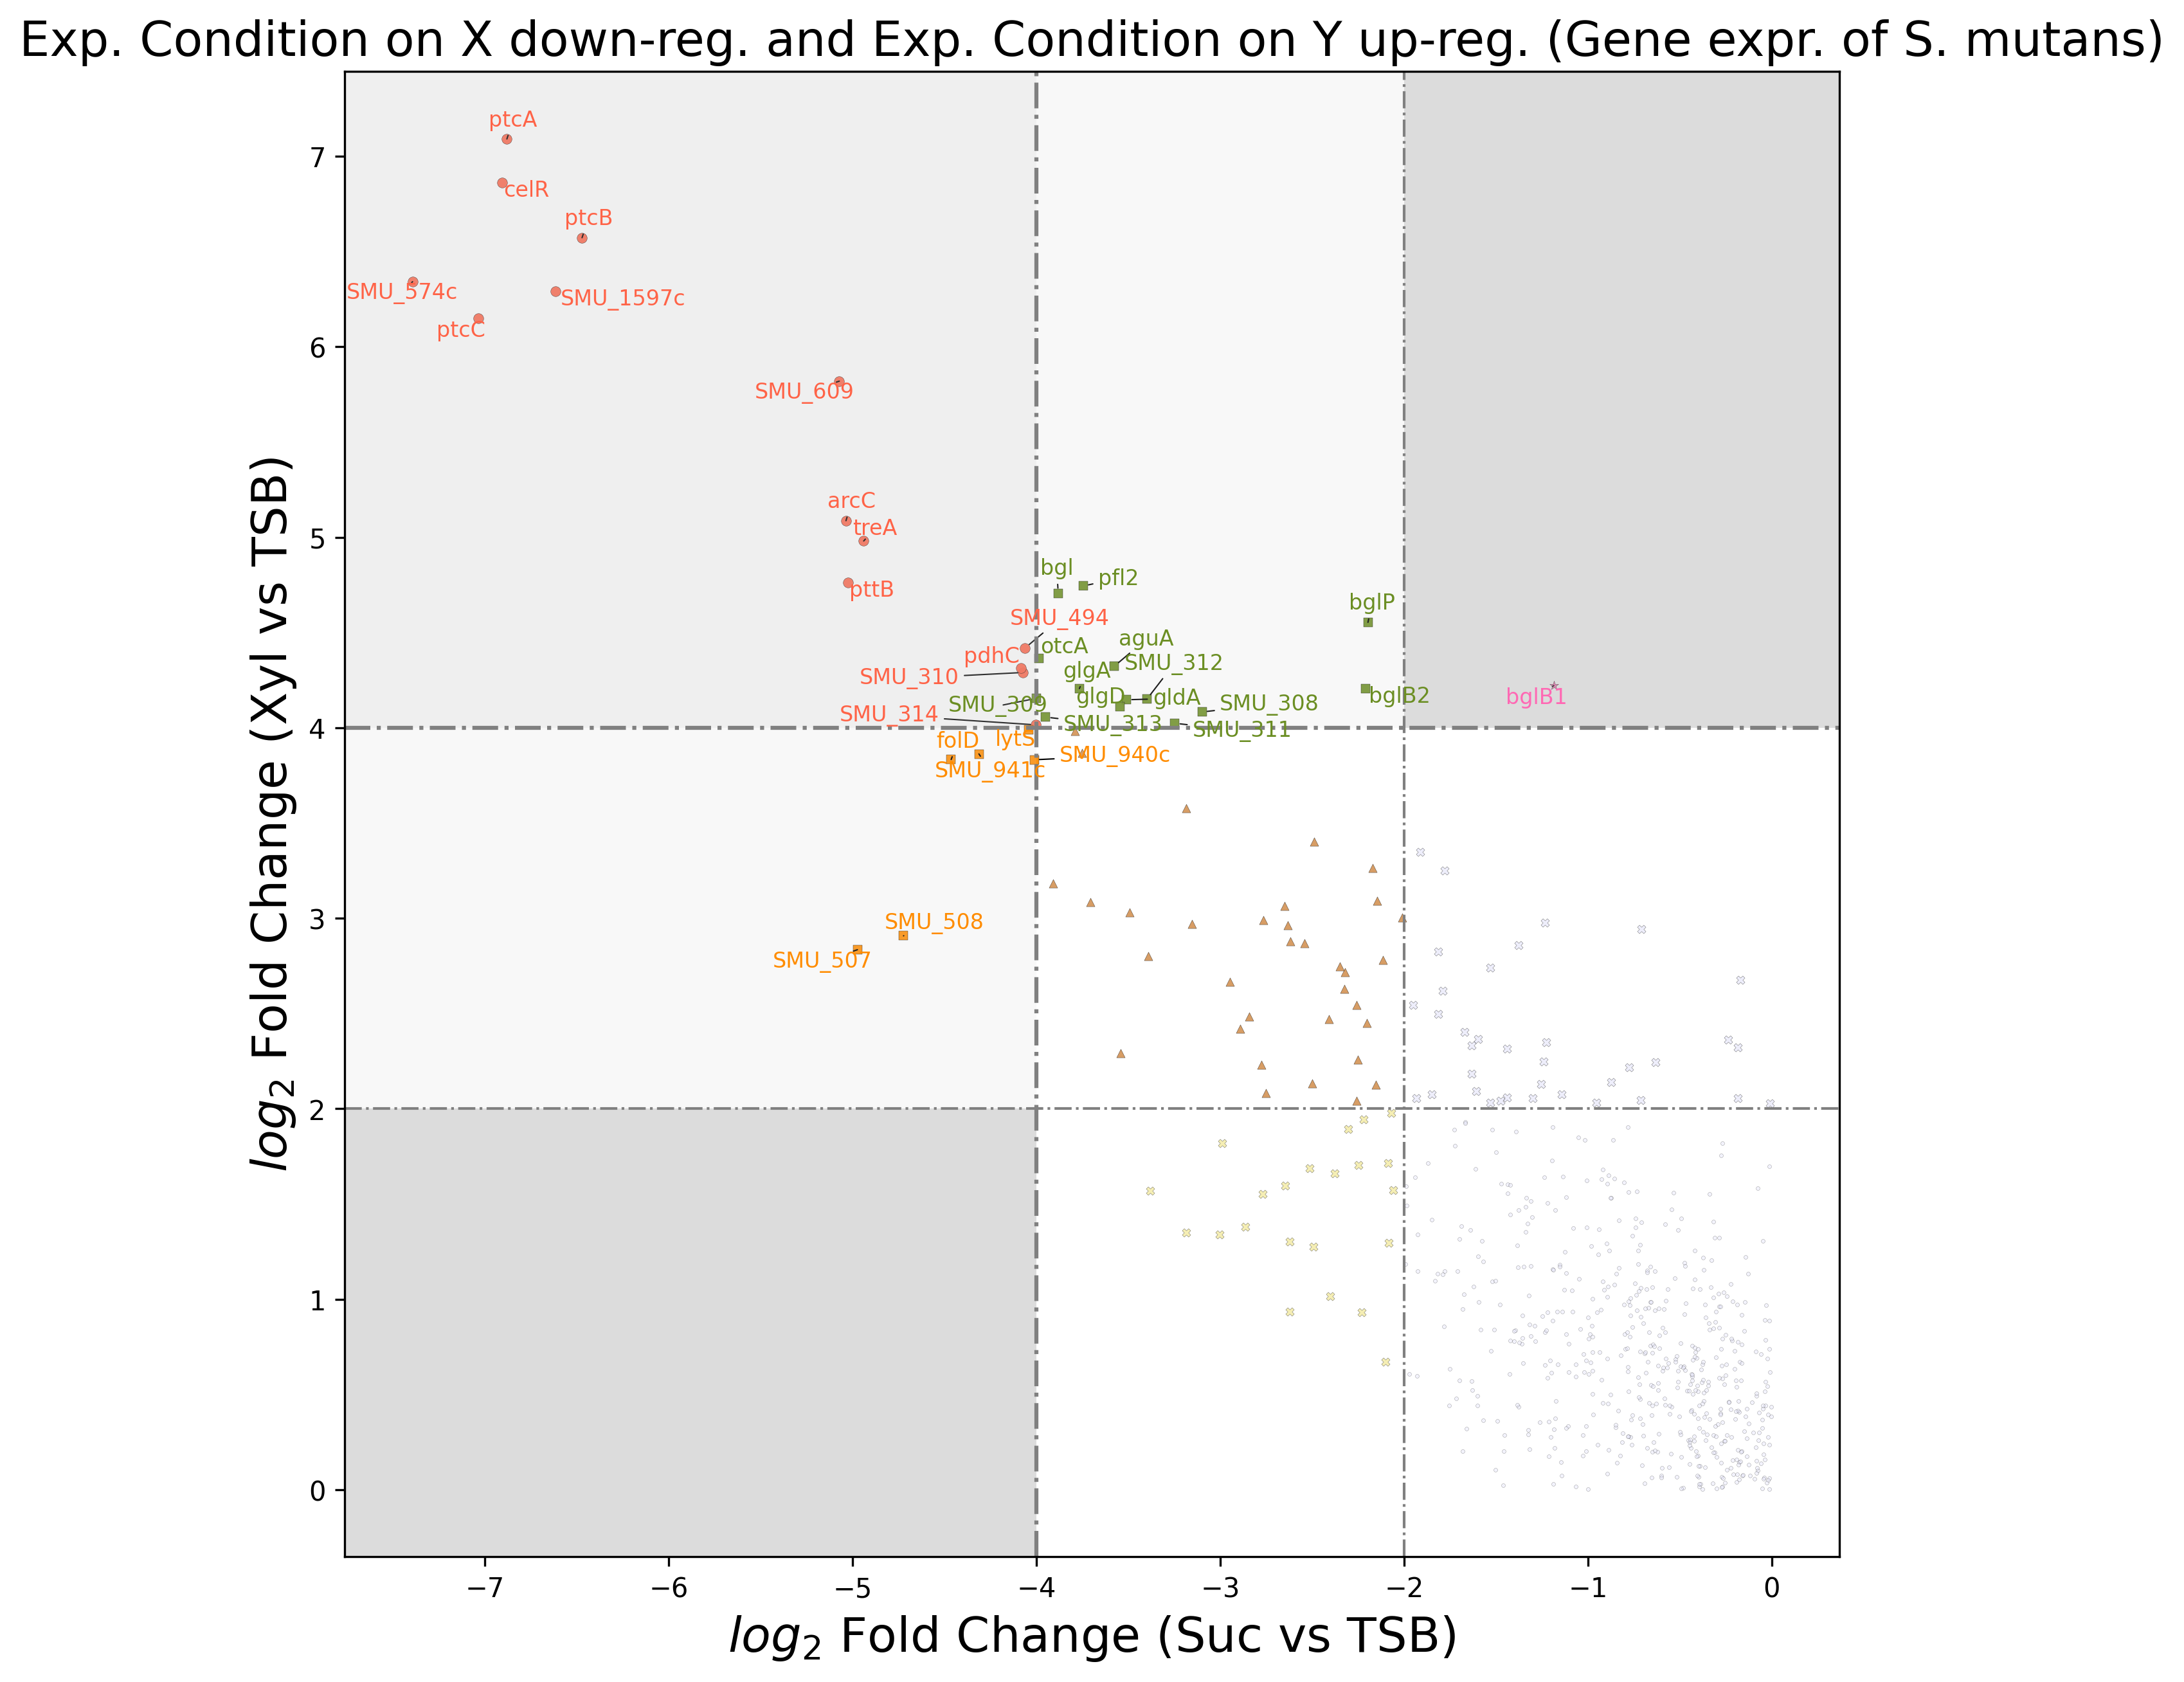 Exp. Condition on X down-reg. and Exp. Condition on Y up-reg. (Gene expr. of S. mutans)
ptcA
celR
ptcB
SMU_574c
SMU_1597c
ptcC
SMU_609
arcC
treA
pttB
bgl
pfl2
SMU_494
bglP
otcA
aguA
pdhC
SMU_312
SMU_310
glgA
SMU_309
glgD
gldA
SMU_308
bglB2
bglB1
SMU_314
SMU_313
SMU_311
folD
lytS
SMU_940c
SMU_941c
SMU_508
SMU_507
7
6
5
4
3
2
1
0
log2 Fold Change (Xyl vs TSB)
−7 −6 −5 −4 −3 −2 −1 0
log2 Fold Change (Suc vs TSB)